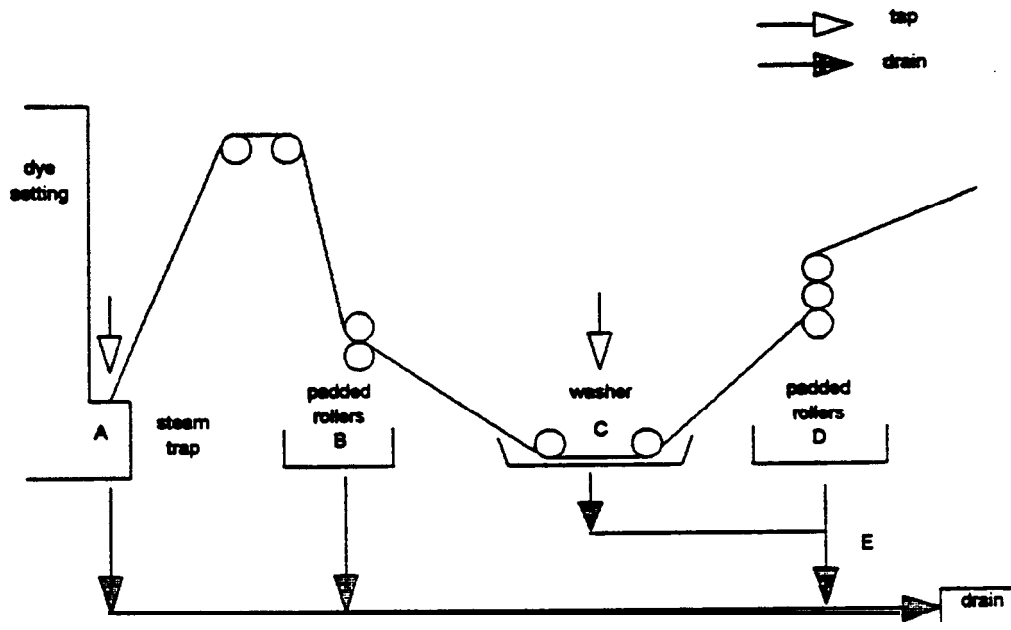 tap
drain
dye
setting
A
steam
trap
padded
rollers
B
washer
C
padded
rollers
D
E
drain